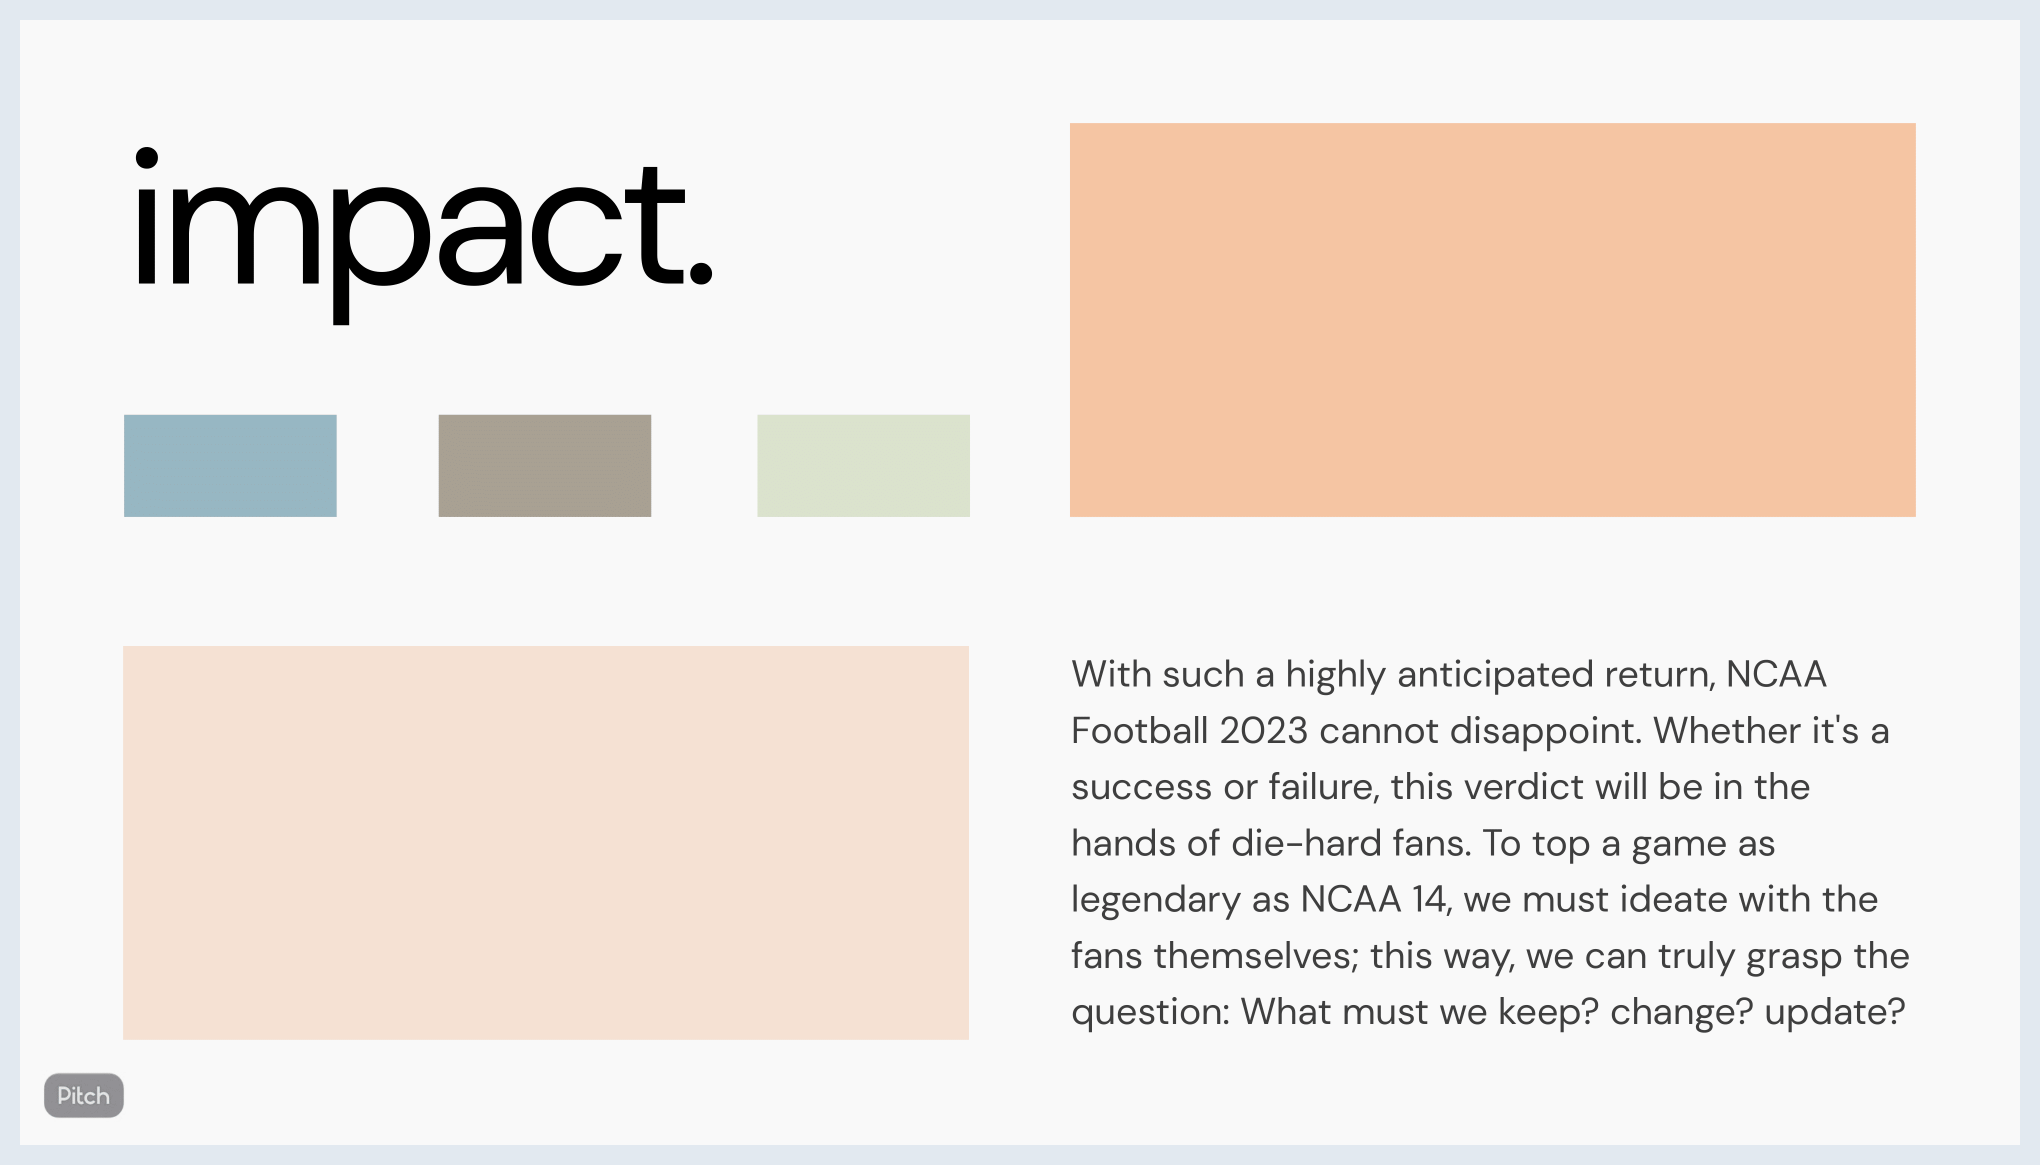 impact.
With such a highly anticipated return, NCAA
Football 2023 cannot disappoint. Whether it's a
success or failure, this verdict will be in the
hands of die-hard fans. To top a game as
legendary as NCAA 14, we must ideate with the
fans themselves; this way, we can truly grasp the
question: What must we keep? change? update?
Pitch